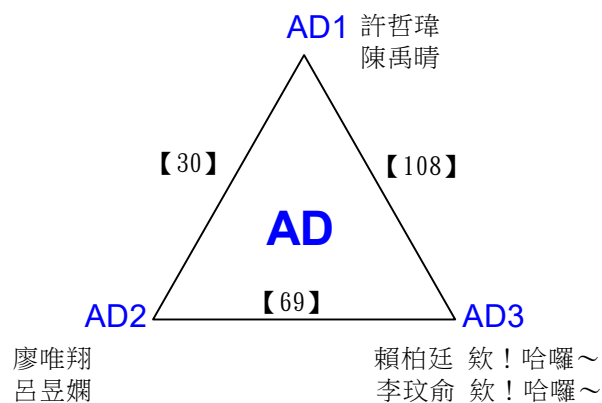 AD1 許哲瑋
陳禹晴
【30】
【108】
AD
【69】
AD2
AD3
廖唯翔
呂昱嫻
賴柏廷 欸！哈囉～
李玟俞 欸！哈囉～